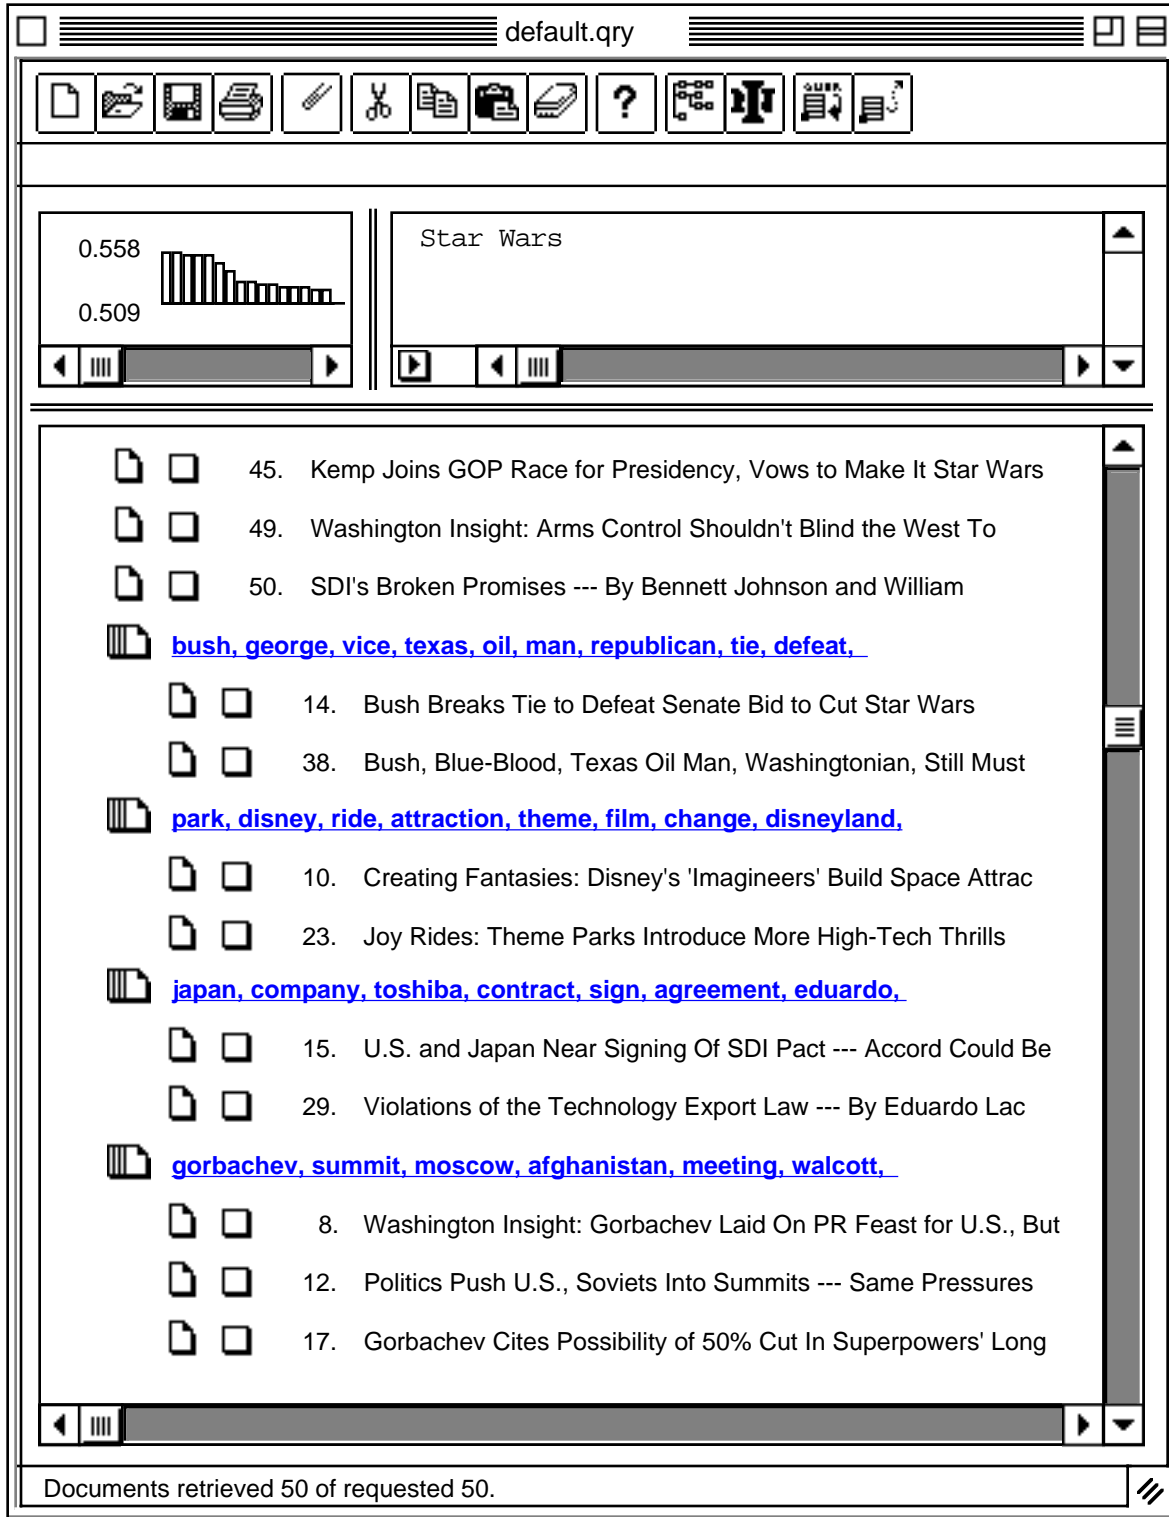 default.qry
?
0.558
0.509
Star Wars
45. Kemp Joins GOP Race for Presidency, Vows to Make It Star Wars
49. Washington Insight: Arms Control Shouldn't Blind the West To
50. SDI's Broken Promises --- By Bennett Johnson and William
bush, george, vice, texas, oil, man, republican, tie, defeat,
14. Bush Breaks Tie to Defeat Senate Bid to Cut Star Wars
38. Bush, Blue-Blood, Texas Oil Man, Washingtonian, Still Must
park, disney, ride, attraction, theme, film, change, disneyland,
10. Creating Fantasies: Disney's 'Imagineers' Build Space Attrac
23. Joy Rides: Theme Parks Introduce More High-Tech Thrills
japan, company, toshiba, contract, sign, agreement, eduardo,
15. U.S. and Japan Near Signing Of SDI Pact --- Accord Could Be
29. Violations of the Technology Export Law --- By Eduardo Lac
gorbachev, summit, moscow, afghanistan, meeting, walcott,
8. Washington Insight: Gorbachev Laid On PR Feast for U.S., But
12. Politics Push U.S., Soviets Into Summits --- Same Pressures
17. Gorbachev Cites Possibility of 50% Cut In Superpowers' Long
Documents retrieved 50 of requested 50.